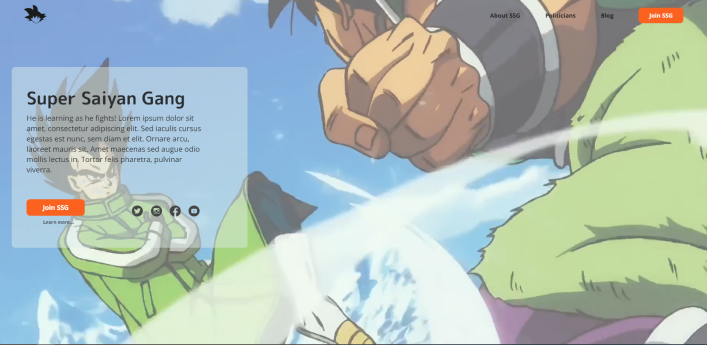 About SSG
Politicians
Blog
Join SSG
Super Saiyan Gang
He is learning as he fights! Lorem ipsum dolor sit
amet, consectetur adipiscing elit. Sed iaculis cursus
egestas est nunc, sem diam et elit. Ornare arcu,
laoreet mauris sit. Amet maecenas sed augue odio
mollis lectus in. Tortor felis pharetra, pulvinar
viverra.
Join SSG
Learn more